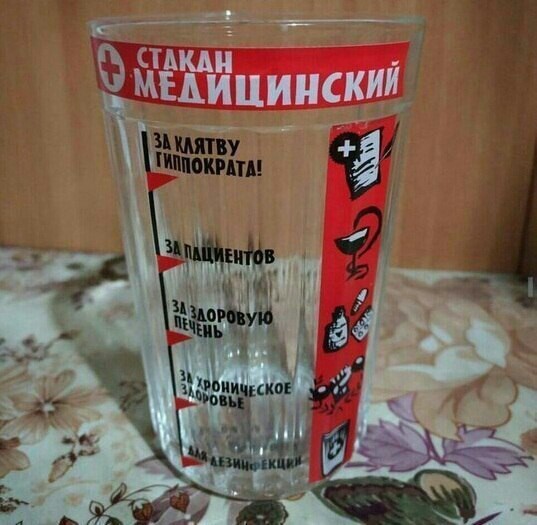 СТАКАН
МЕДИЦИНСКИЙ
ЗА КЛЯТВУ
ГИППОКРАТА!
ЗА ПАЦИЕНТОВ
ЗА ЗДОРОВУЮ
ПЕЧЕНЬ
ЗА ХРОНИЧЕСКОЕ
ЗДОРОВЬЕ
ДЛЯ ДЕЗИНФЕКЦИИ